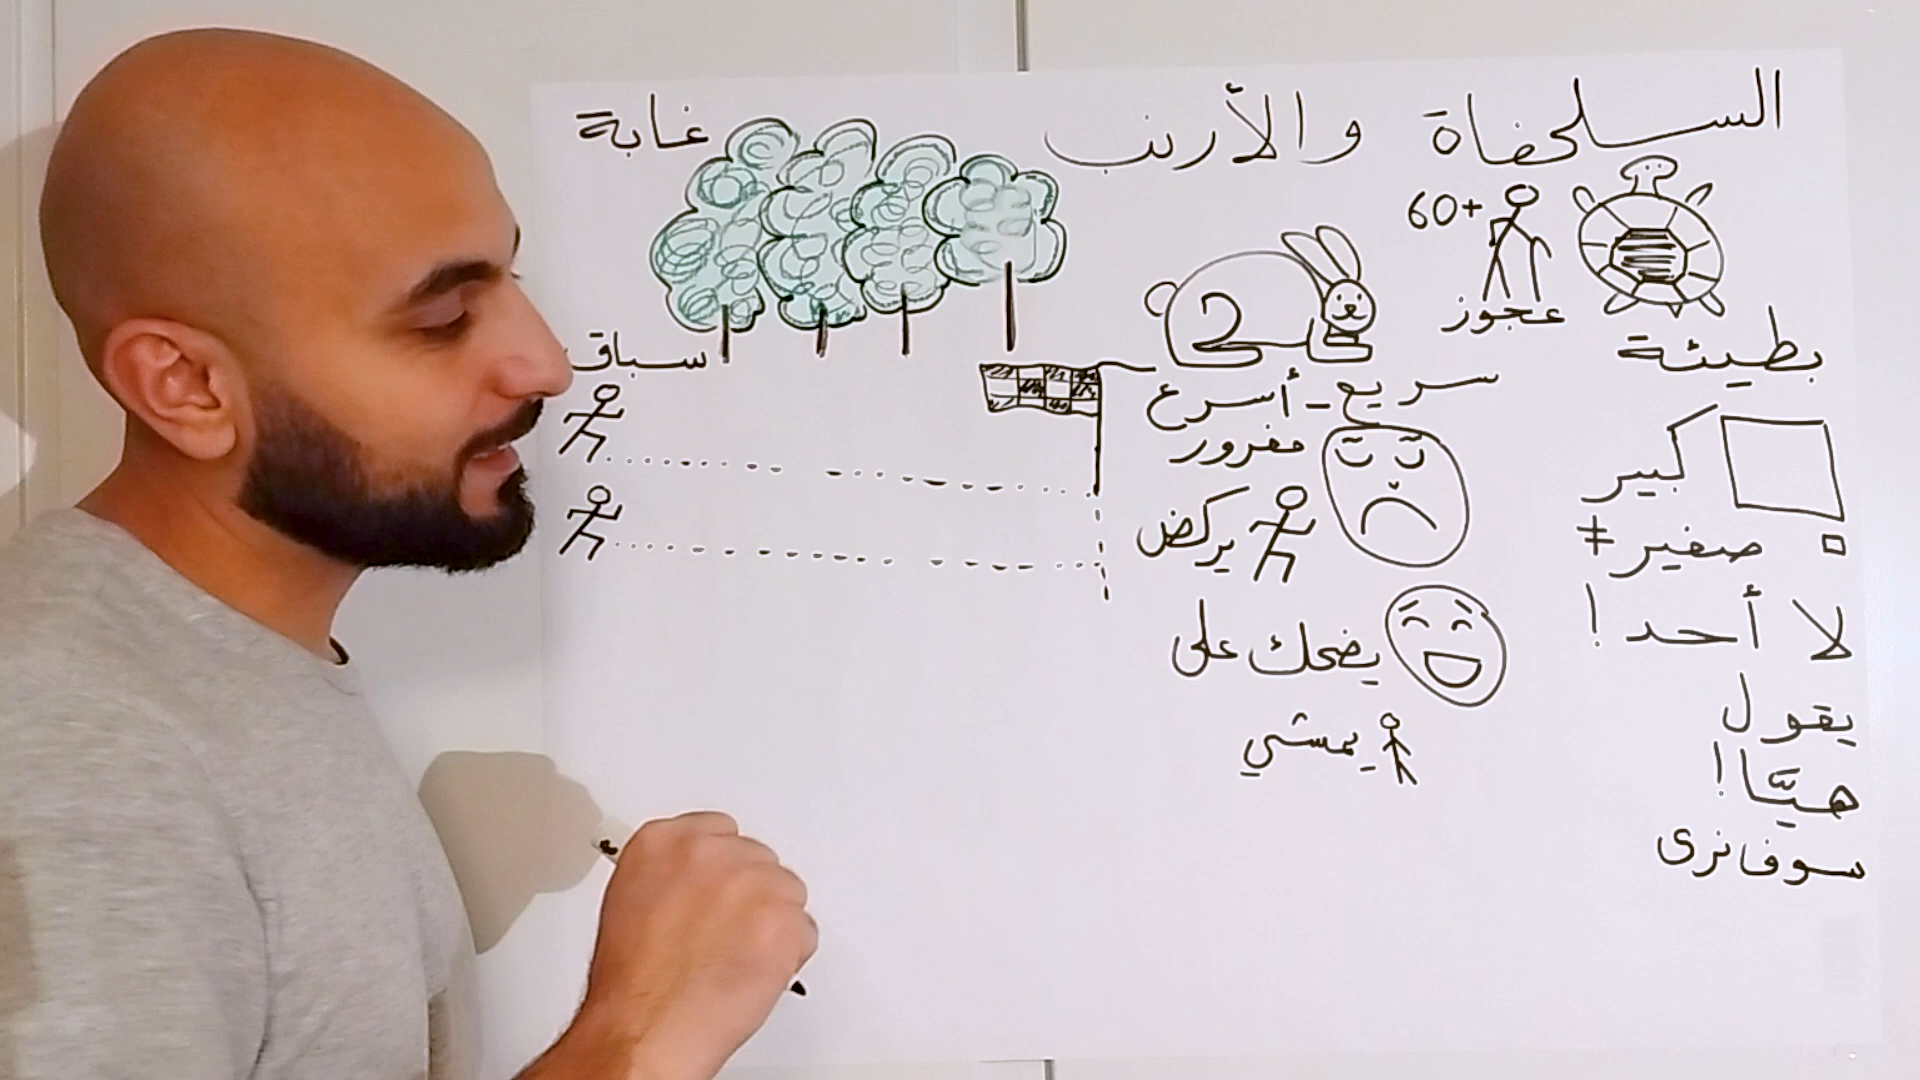 السلحفاة والأرنب
غابة
60+
عجوز
بطيئة
سباق
سريع - أسرع
مغرور
كبير
≠ صغير
يركض
لا أحد!
يضحك على
يقول
يمشي
هيّا!
سوف نرى